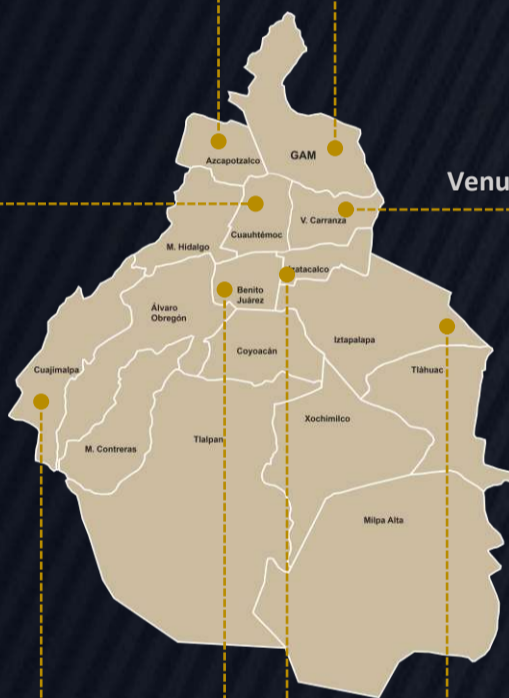 Azcapotzalco
GAM
Venu
V. Carranza
Cuauhtémoc
M. Hidalgo
Iztacalco
Benito
Juárez
Álvaro
Obregón
Iztapalapa
Coyoacán
Cuajimalpa
Tláhuac
Xochimilco
Tlalpan
M. Contreras
Milpa Alta